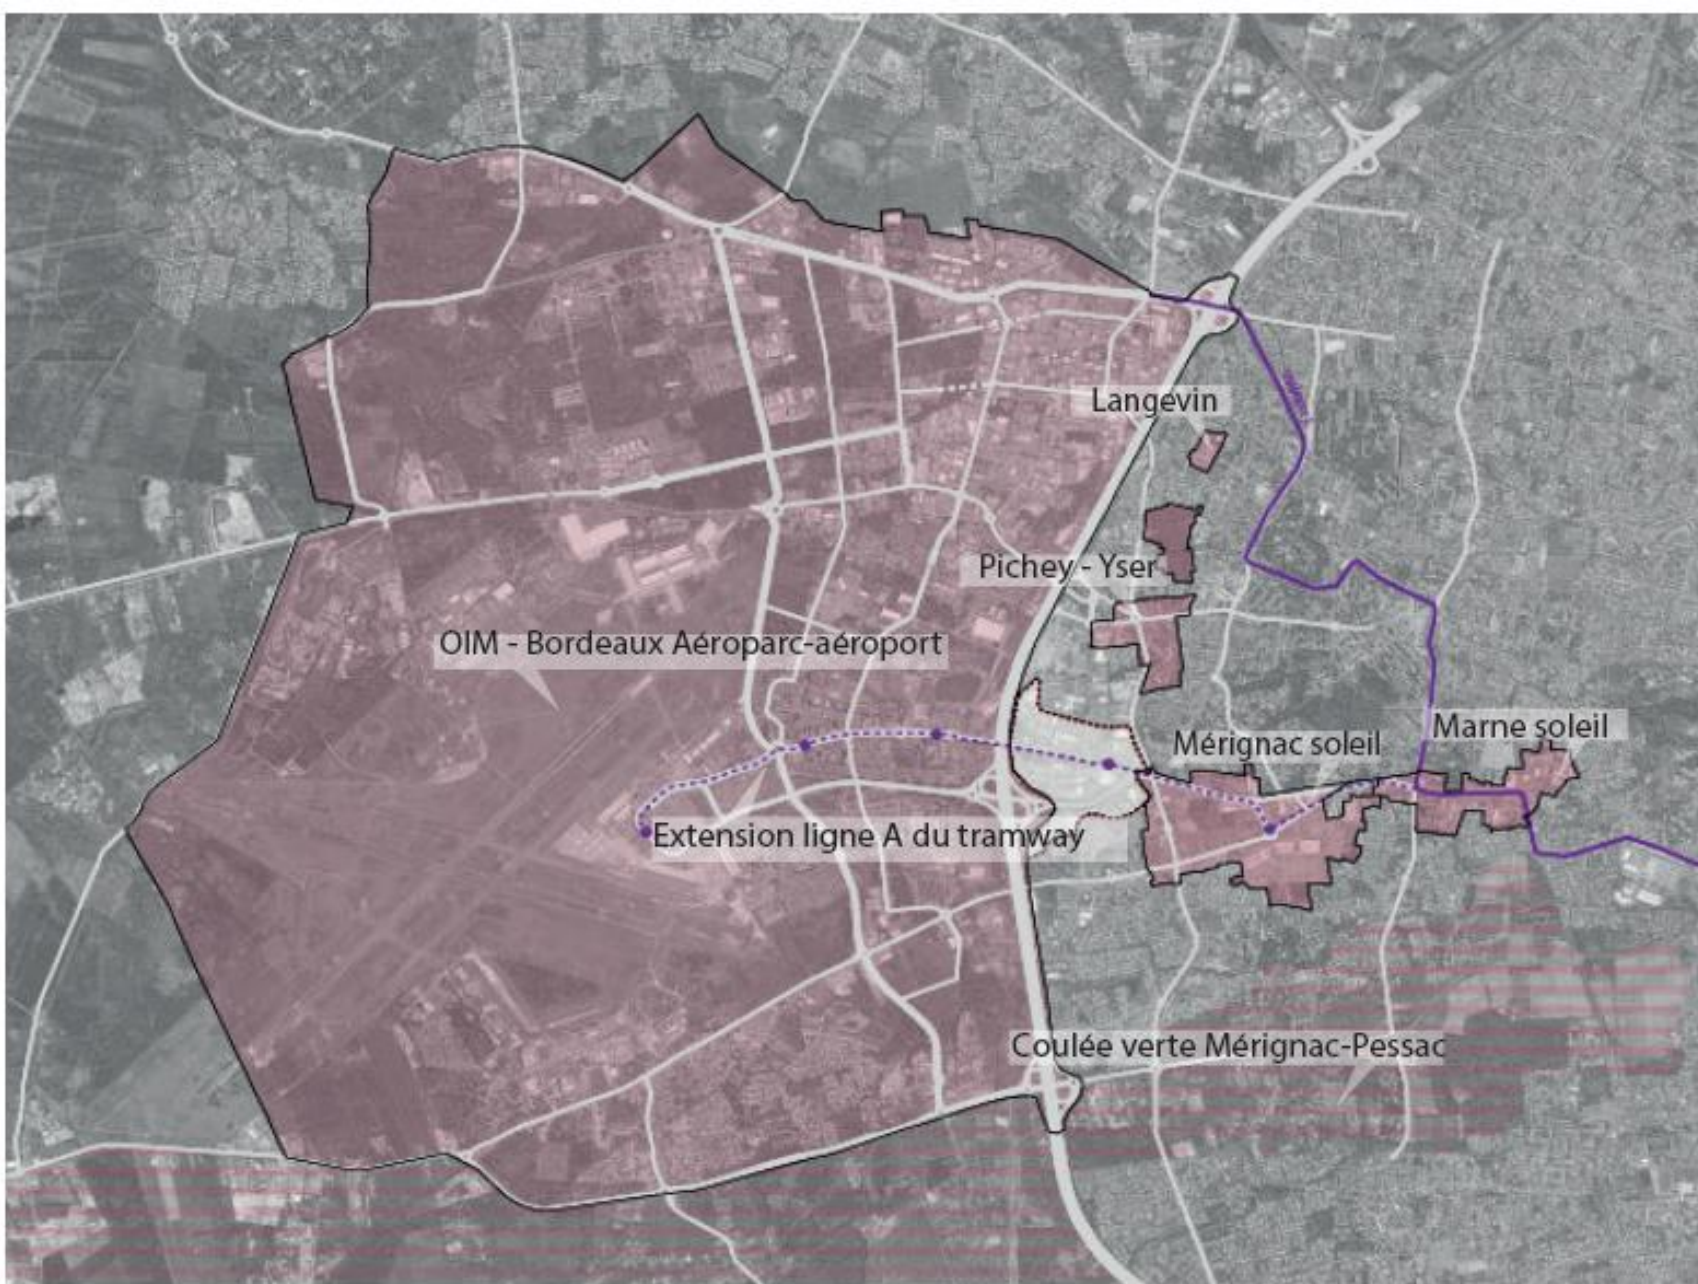 Langevin
Pichey - Yser
OIM - Bordeaux Aéroparc-aéroport
Mérignac soleil
Marne soleil
Extension ligne A du tramway
Coulée verte Mérignac-Pessac